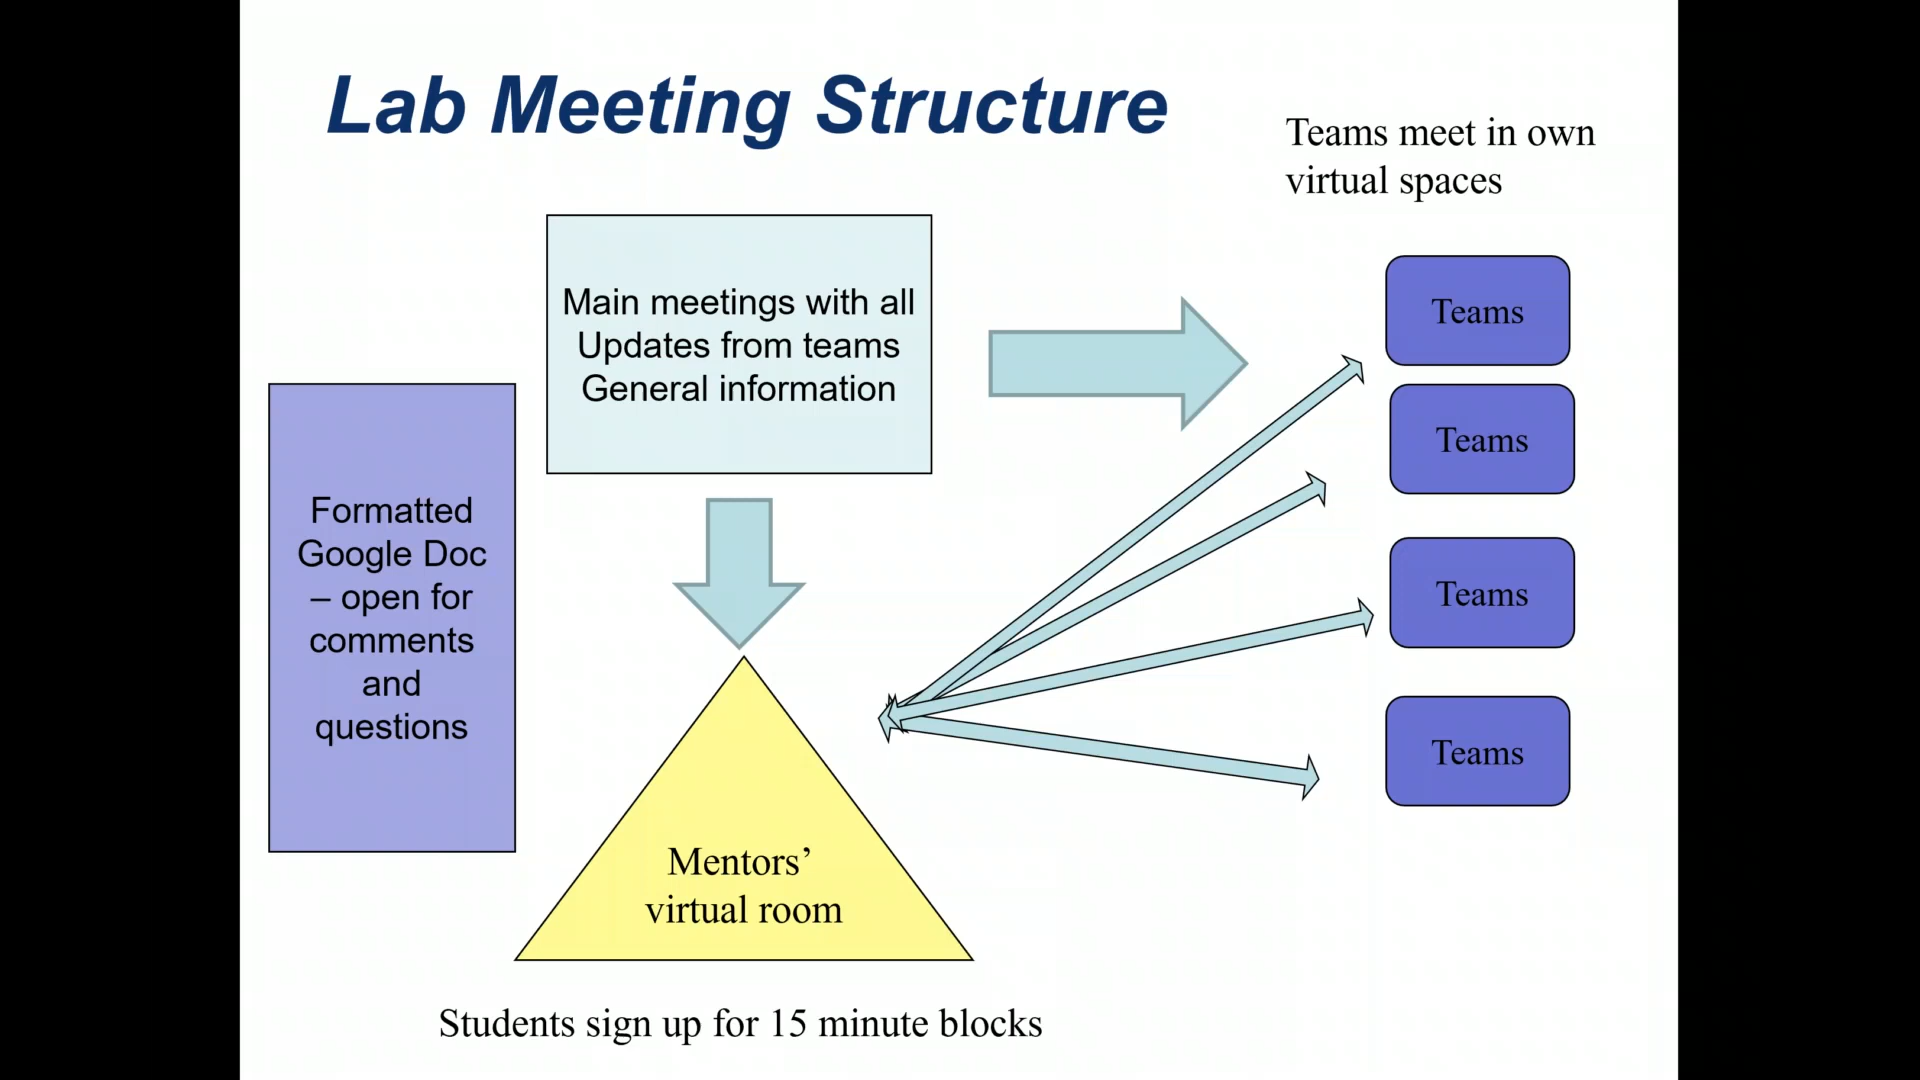 Lab Meeting Structure
Teams meet in own
virtual spaces
Main meetings with all
Updates from teams
General information
Formatted
Google Doc
– open for
comments
and
questions
Teams
Teams
Teams
Teams
Mentors’
virtual room
Students sign up for 15 minute blocks